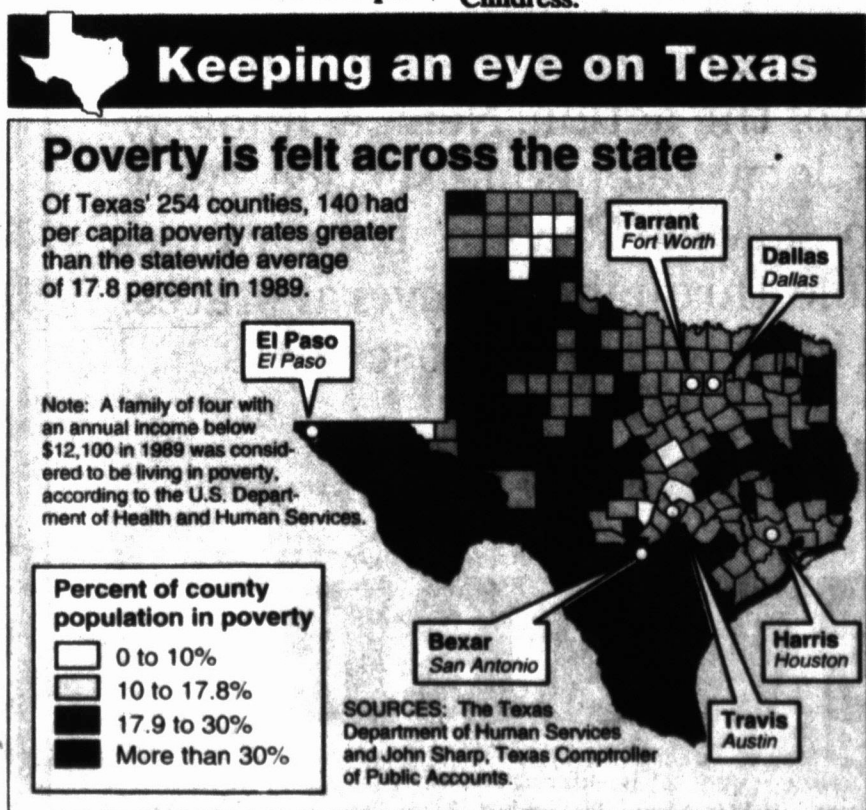 Childress.
Keeping an eye on Texas
Poverty is felt across the state
Of Texas' 254 counties, 140 had
per capita poverty rates greater
than the statewide average
of 17.8 percent in 1989.
Tarrant
Fort Worth
Dallas
Dallas
El Paso
El Paso
Note: A family of four with
an annual income below
$12,100 in 1989 was consid-
ered to be living in poverty,
according to the U.S. Depart-
ment of Health and Human Services.
Percent of county
population in poverty
0 to 10%
10 to 17.8%
17.9 to 30%
More than 30%
Bexar
San Antonio
Harris
Houston
Travis
Austin
SOURCES: The Texas
Department of Human Services
and John Sharp, Texas Comptroller
of Public Accounts.